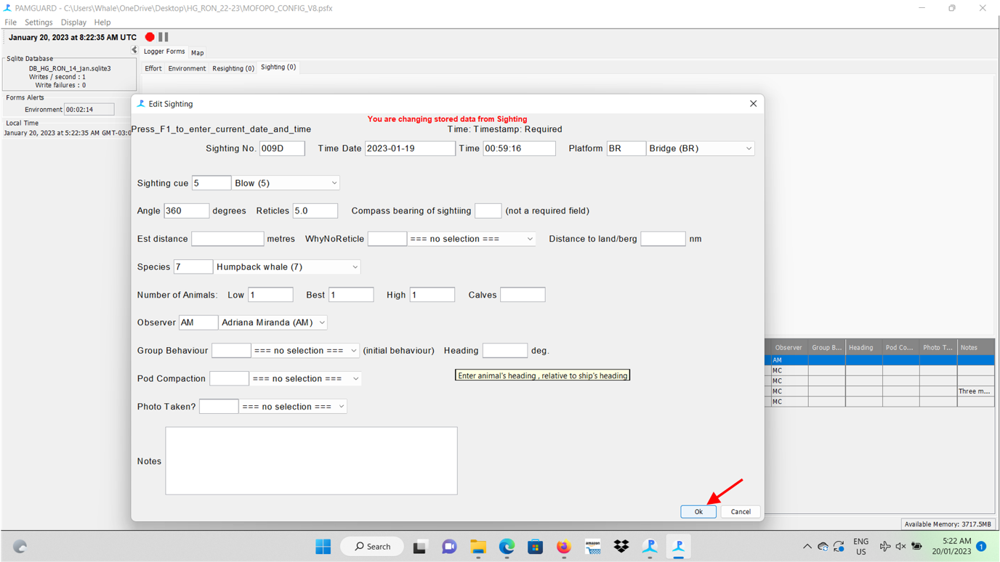 PAMGUARD - C:\Users\Whale\OneDrive\Desktop\HG_RON_22-23\MOFOPO_CONFIG_V8.psfx
File Settings Display Help
January 20, 2023 at 8:22:35 AM UTC
Logger Forms Map
Sqlite Database
DB_HG_RON_14_jan.sqlite3
Writes / second : 1
Write failures : 0
Effort Environment Resighting (0) Sighting (0)
Forms Alerts
Environment 00:02:14
Local Time
January 20, 2023 at 5:22:35 AM GMT-03:0
Edit Sighting
You are changing stored data from Sighting
Press_F1_to_enter_current_date_and_time Time: Timestamp: Required
Sighting No. 009D Time Date 2023-01-19 Time 00:59:16 Platform BR Bridge (BR)
Sighting cue 5 Blow (5)
Angle 360 degrees Reticles 5.0 Compass bearing of sightiing (not a required field)
Est distance metres WhyNoReticle === no selection === Distance to land/berg nm
Species 7 Humpback whale (7)
Number of Animals: Low 1 Best 1 High 1 Calves
Observer AM Adriana Miranda (AM)
Group Behaviour === no selection === (initial behaviour) Heading deg.
Pod Compaction === no selection === Enter animal's heading , relative to ship's heading
Photo Taken? === no selection ===
Notes
Ok Cancel
Observer Group B... Heading Pod Co... Photo T... Notes
AM
MC
MC
MC Three m...
MC
Available Memory: 3717.5MB
Search
amazon
ENG
US
5:22 AM
20/01/2023
1